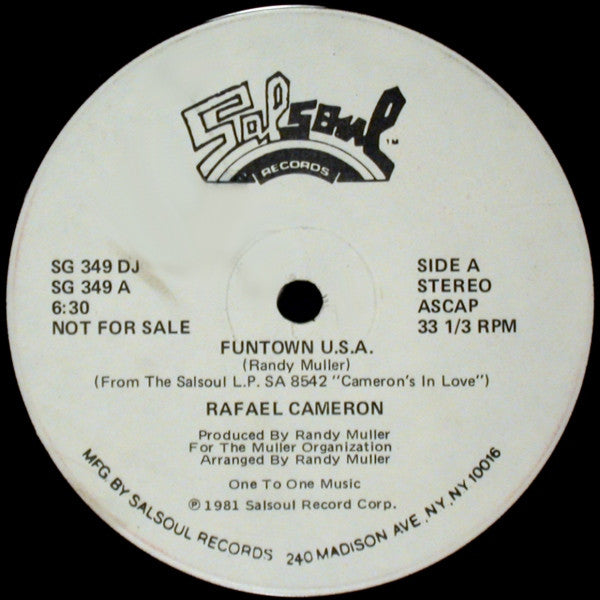 Salsoul TM
RECORDS
SG 349 DJ
SG 349 A
6:30
NOT FOR SALE
SIDE A
STEREO
ASCAP
33 1/3 RPM
FUNTOWN U.S.A.
(Randy Muller)
(From The Salsoul L.P. SA 8542 "Cameron's In Love")
RAFAEL CAMERON
Produced By Randy Muller
For The Muller Organization
Arranged By Randy Muller
One To One Music
℗ 1981 Salsoul Record Corp.
MFG. BY SALSOUL RECORDS 240 MADISON AVE. NY. NY 10016